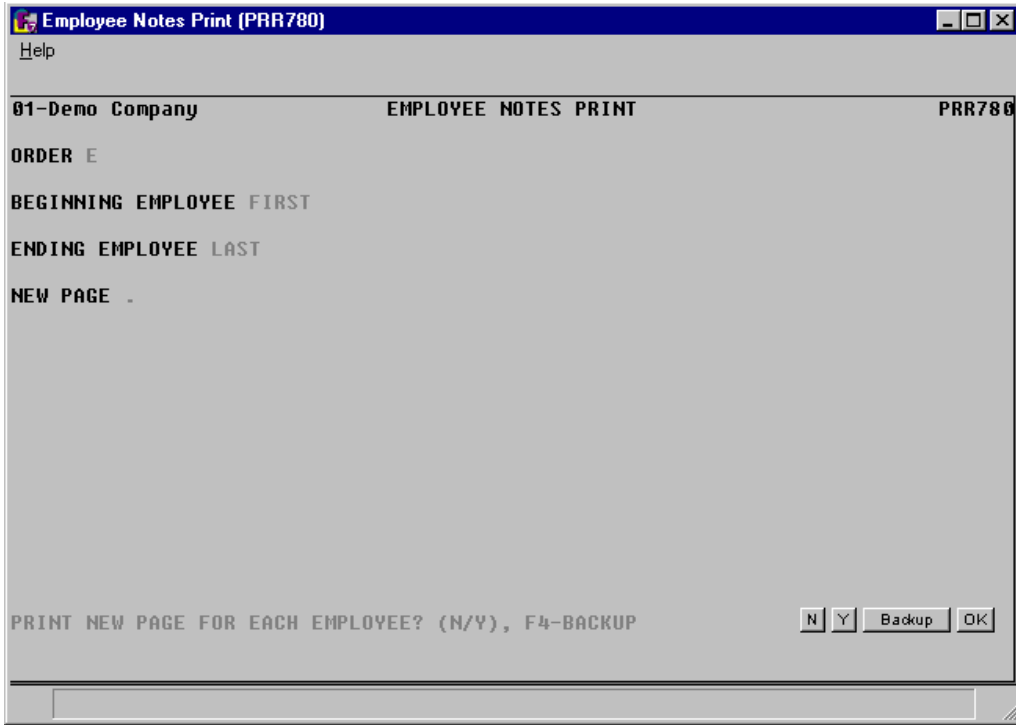 Employee Notes Print (PRR780)
Help
01-Demo Company EMPLOYEE NOTES PRINT PRR780
ORDER E
BEGINNING EMPLOYEE FIRST
ENDING EMPLOYEE LAST
NEW PAGE .
PRINT NEW PAGE FOR EACH EMPLOYEE? (N/Y), F4-BACKUP N Y Backup OK